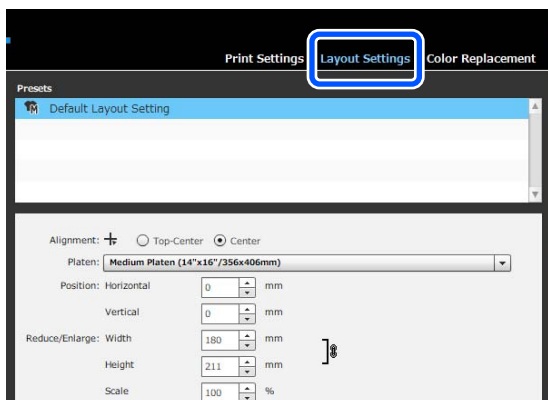 Print Settings Layout Settings Color Replacement
Presets
M Default Layout Setting
Alignment: Top-Center Center
Platen: Medium Platen (14"x16"/356x406mm)
Position: Horizontal 0 mm
Vertical 0 mm
Reduce/Enlarge: Width 180 mm
Height 211 mm
Scale 100 %